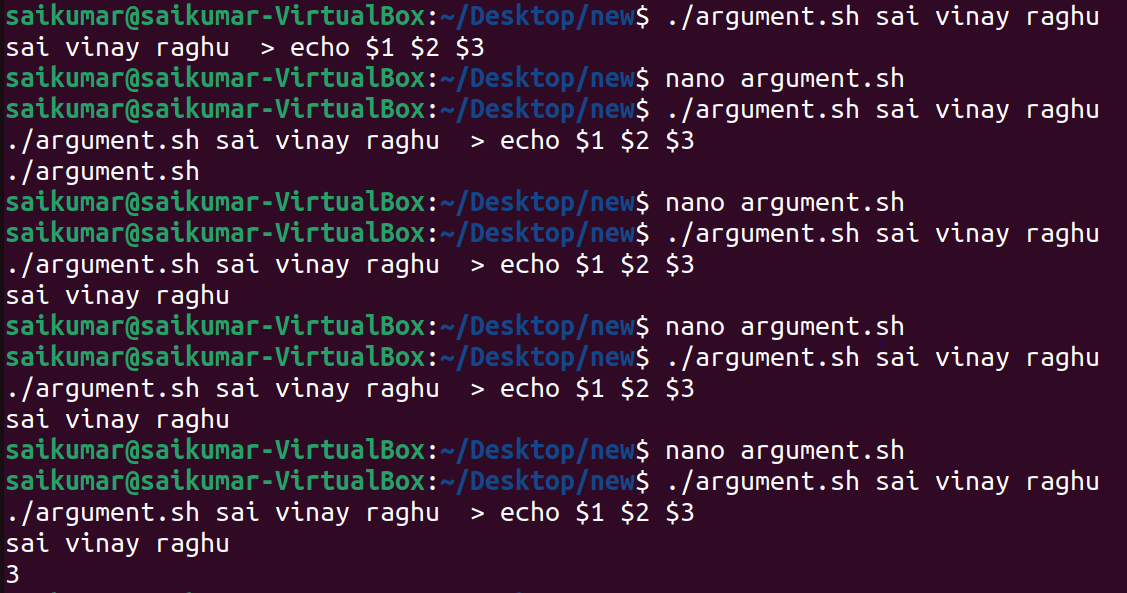 saikumar@saikumar-VirtualBox:~/Desktop/new$ ./argument.sh sai vinay raghu
sai vinay raghu  > echo $1 $2 $3
saikumar@saikumar-VirtualBox:~/Desktop/new$ nano argument.sh
saikumar@saikumar-VirtualBox:~/Desktop/new$ ./argument.sh sai vinay raghu
./argument.sh sai vinay raghu  > echo $1 $2 $3
./argument.sh
saikumar@saikumar-VirtualBox:~/Desktop/new$ nano argument.sh
saikumar@saikumar-VirtualBox:~/Desktop/new$ ./argument.sh sai vinay raghu
./argument.sh sai vinay raghu  > echo $1 $2 $3
sai vinay raghu
saikumar@saikumar-VirtualBox:~/Desktop/new$ nano argument.sh
saikumar@saikumar-VirtualBox:~/Desktop/new$ ./argument.sh sai vinay raghu
./argument.sh sai vinay raghu  > echo $1 $2 $3
sai vinay raghu
saikumar@saikumar-VirtualBox:~/Desktop/new$ nano argument.sh
saikumar@saikumar-VirtualBox:~/Desktop/new$ ./argument.sh sai vinay raghu
./argument.sh sai vinay raghu  > echo $1 $2 $3
sai vinay raghu
3